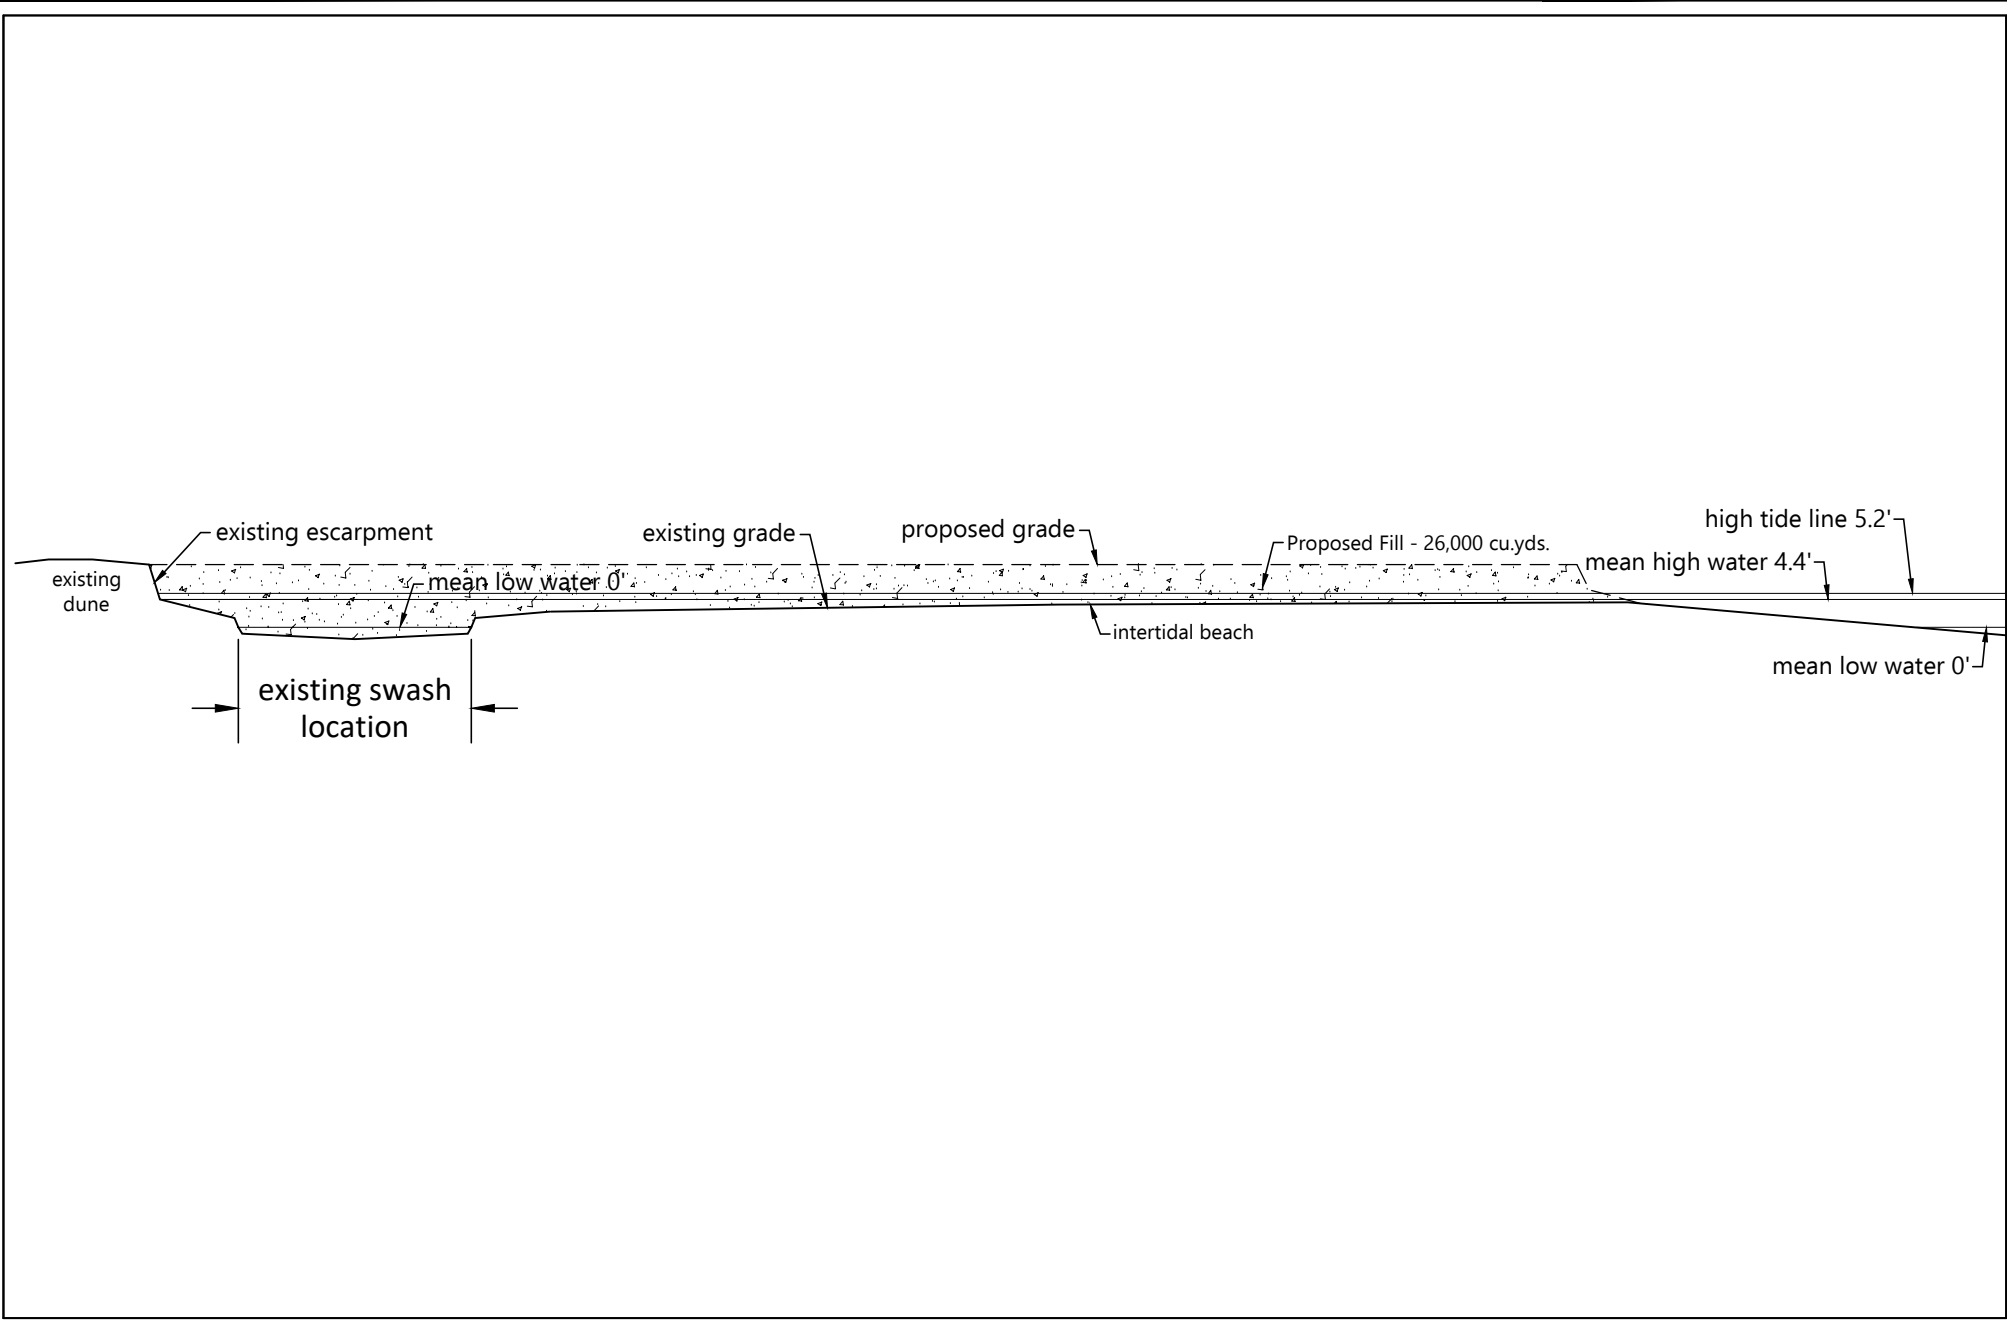 high tide line 5.2'
existing escarpment
existing grade
proposed grade
Proposed Fill - 26,000 cu.yds.
mean high water 4.4'
existing
dune
mean low water 0'
intertidal beach
mean low water 0'
existing swash
location